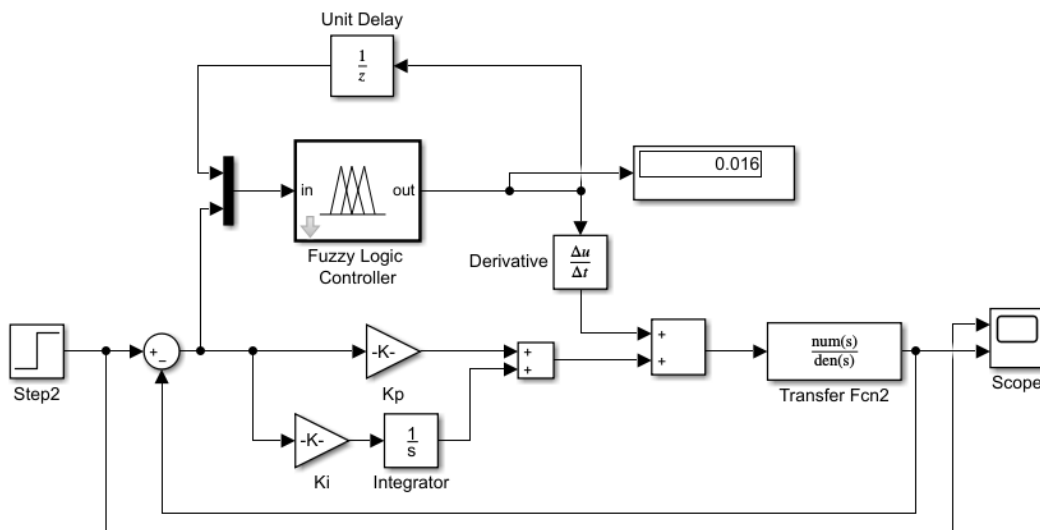 Unit Delay
1
z
0.016
in
out
Fuzzy Logic
Controller
Derivative
Δu
Δt
+
+
+
−
-K-
+
+
num(s)
den(s)
Step2
Kp
Transfer Fcn2
Scope
-K-
1
s
Ki
Integrator